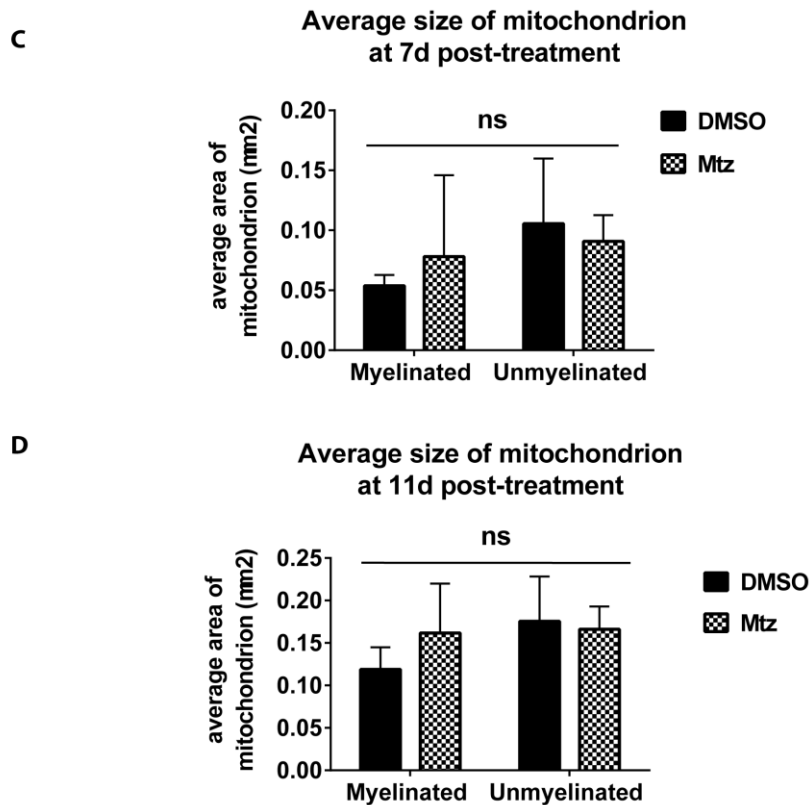 C
Average size of mitochondrion
at 7d post-treatment
average area of
mitochondrion (mm2)
0.20
0.15
0.10
0.05
0.00
ns
DMSO
Mtz
Myelinated
Unmyelinated
D
Average size of mitochondrion
at 11d post-treatment
average area of
mitochondrion (mm2)
0.25
0.20
0.15
0.10
0.05
0.00
ns
DMSO
Mtz
Myelinated
Unmyelinated